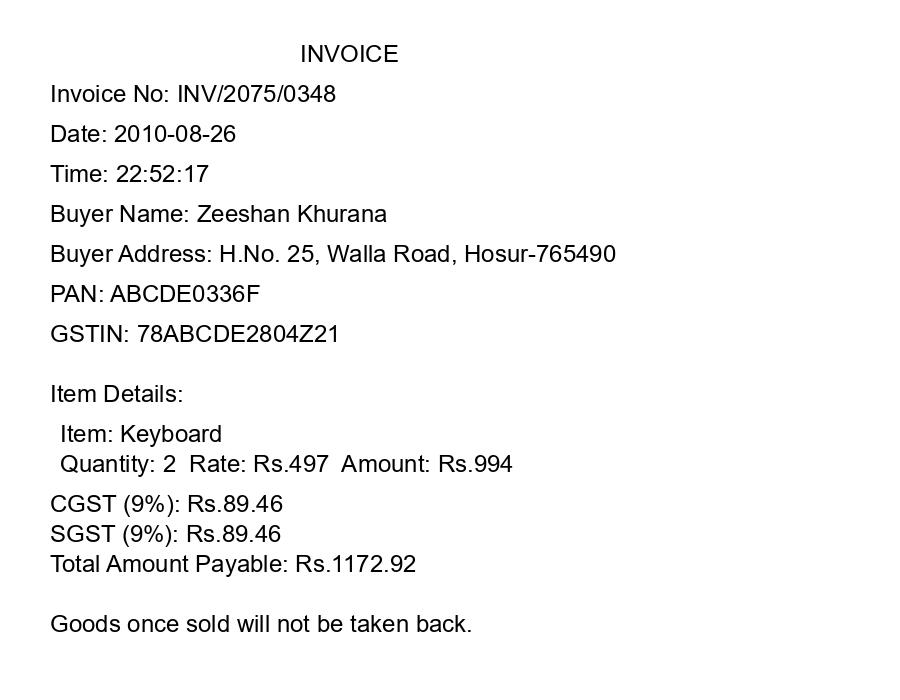 INVOICE
Invoice No: INV/2075/0348
Date: 2010-08-26
Time: 22:52:17
Buyer Name: Zeeshan Khurana
Buyer Address: H.No. 25, Walla Road, Hosur-765490
PAN: ABCDE0336F
GSTIN: 78ABCDE2804Z21
Item Details:
Item: Keyboard
Quantity: 2  Rate: Rs.497  Amount: Rs.994
CGST (9%): Rs.89.46
SGST (9%): Rs.89.46
Total Amount Payable: Rs.1172.92
Goods once sold will not be taken back.